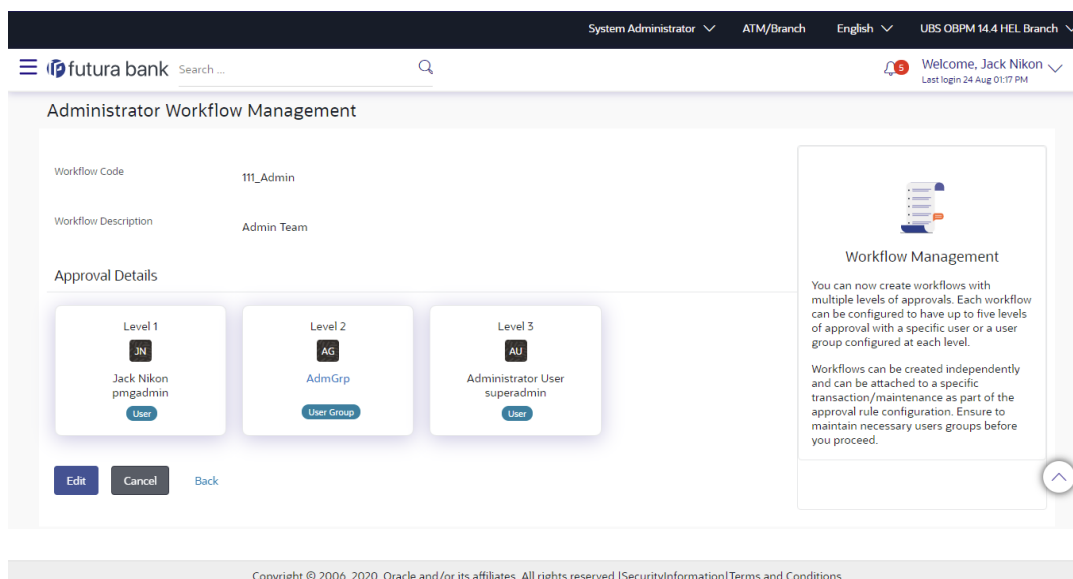 System Administrator
ATM/Branch
English
UBS OBPM 14.4 HEL Branch
futura bank
Search ...
5
Welcome, Jack Nikon
Last login 24 Aug 01:17 PM
Administrator Workflow Management
Workflow Code
111_Admin
Workflow Description
Admin Team
Approval Details
Level 1
JN
Jack Nikon
pmgadmin
User
Level 2
AG
AdmGrp
User Group
Level 3
AU
Administrator User
superadmin
User
Edit
Cancel
Back
Workflow Management
You can now create workflows with
multiple levels of approvals. Each workflow
can be configured to have up to five levels
of approval with a specific user or a user
group configured at each level.
Workflows can be created independently
and can be attached to a specific
transaction/maintenance as part of the
approval rule configuration. Ensure to
maintain necessary users groups before
you proceed.
Copyright © 2006, 2020, Oracle and/or its affiliates. All rights reserved.|SecurityInformation|Terms and Conditions